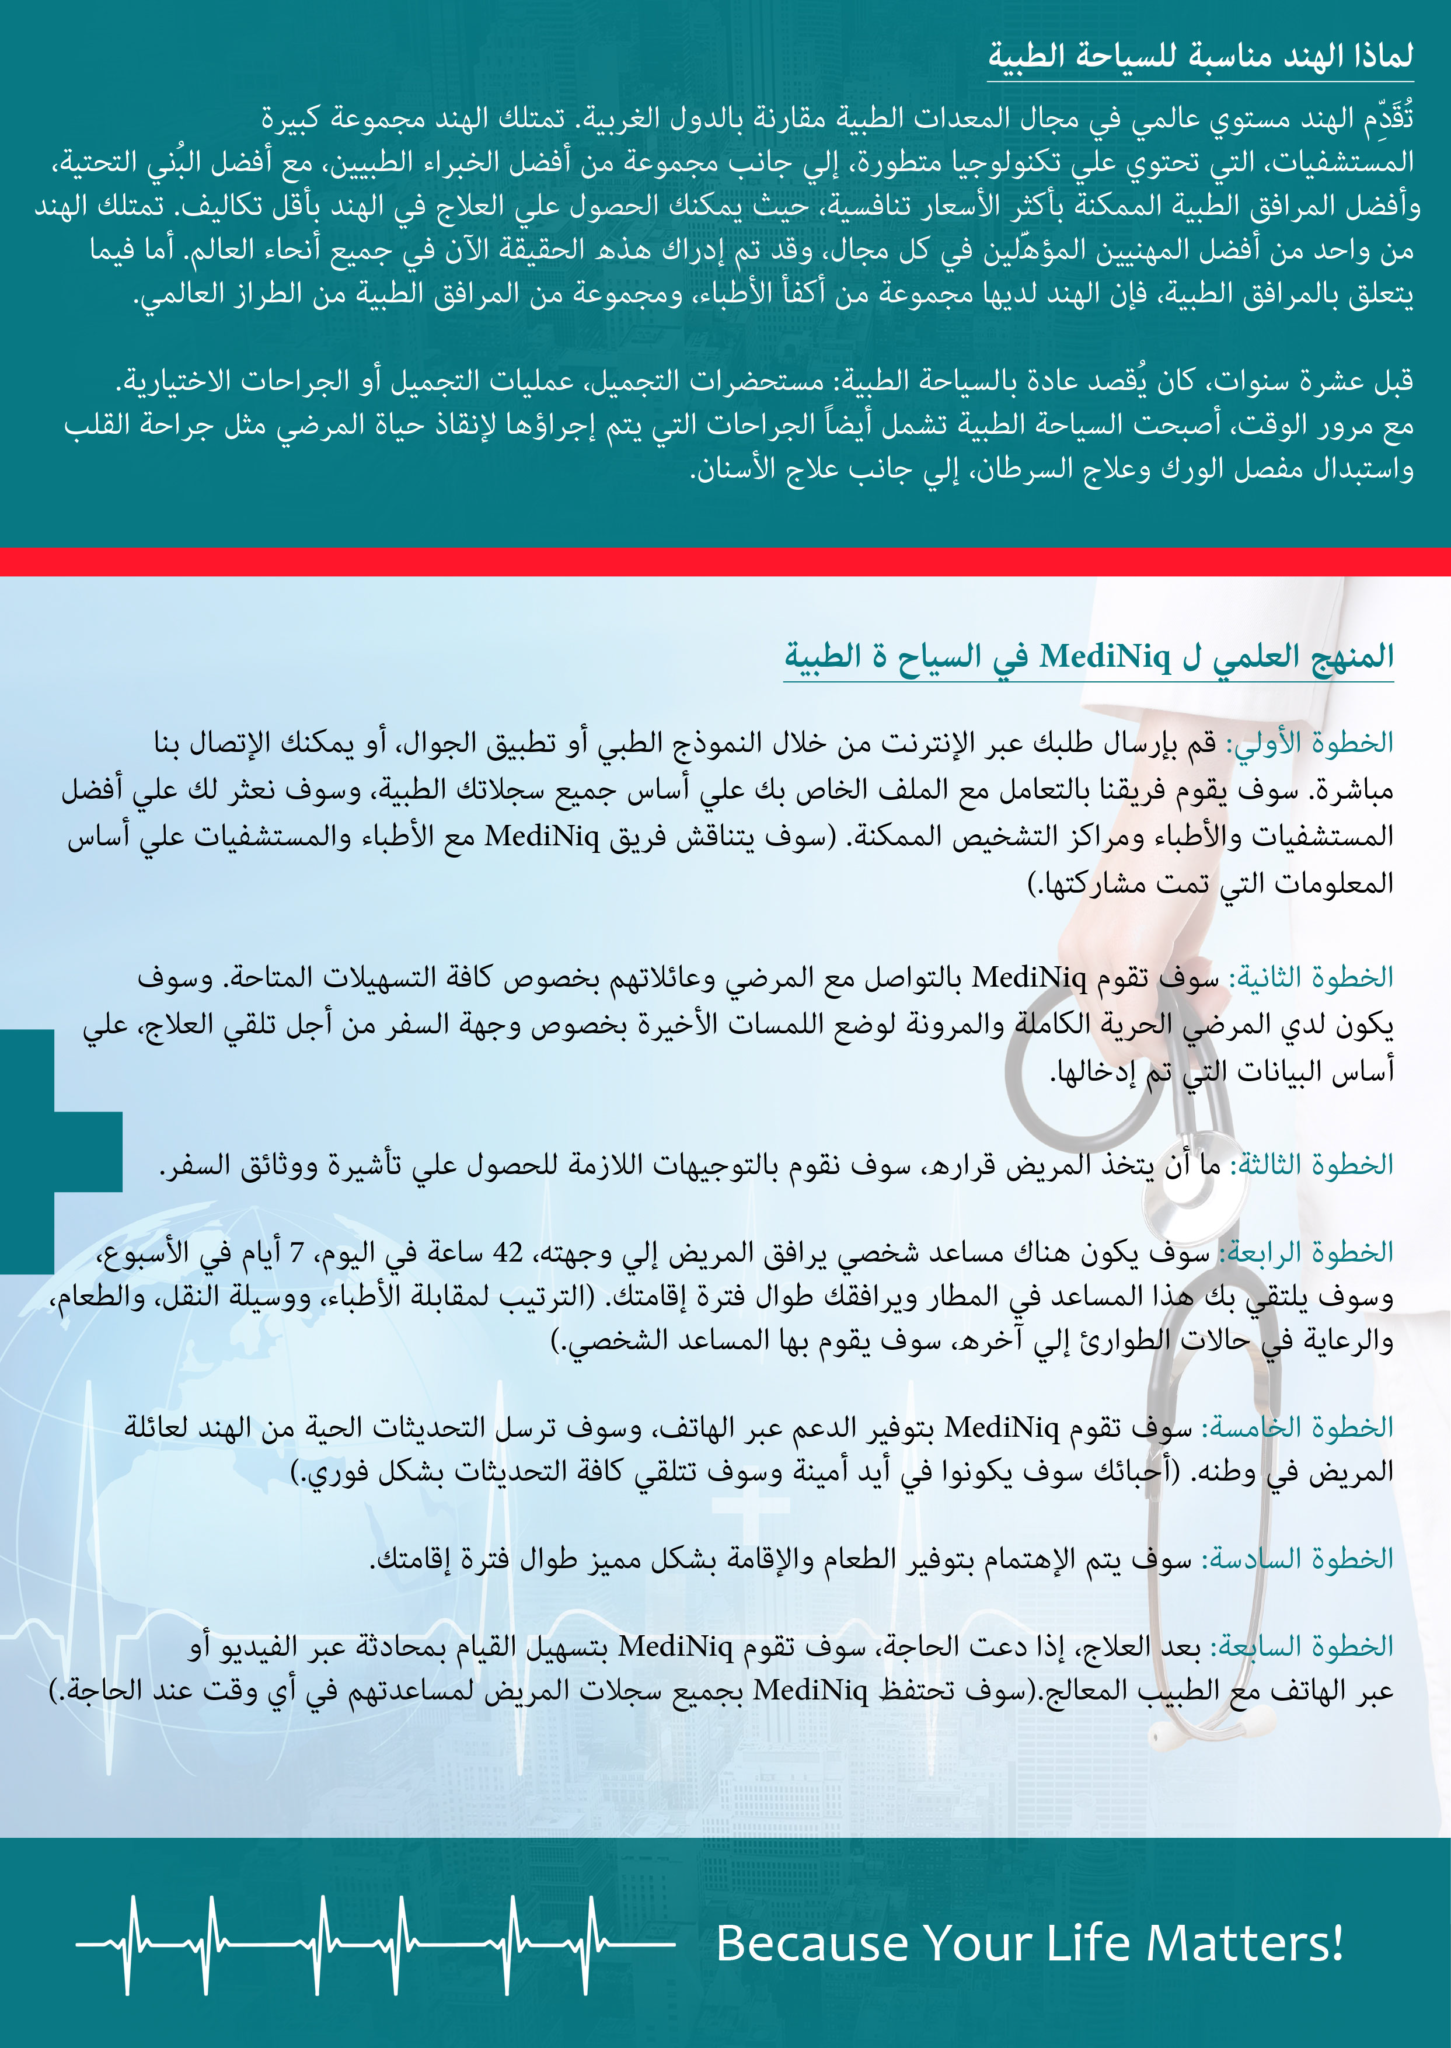 لماذا الهند مناسبة للسياحة الطبية
تُقَدِّم الهند مستوي عالمي في مجال المعدات الطبية مقارنة بالدول الغربية. تمتلك الهند مجموعة كبيرة
المستشفيات، التي تحتوي علي تكنولوجيا متطورة، إلي جانب مجموعة من أفضل الخبراء الطبيين، مع أفضل البُني التحتية،
وأفضل المرافق الطبية الممكنة بأكثر الأسعار تنافسية، حيث يمكنك الحصول علي العلاج في الهند بأقل تكاليف. تمتلك الهند
من واحد من أفضل المهنيين المؤهّلين في كل مجال، وقد تم إدراك هذه الحقيقة الآن في جميع أنحاء العالم. أما فيما
يتعلق بالمرافق الطبية، فإن الهند لديها مجموعة من أكفأ الأطباء، ومجموعة من المرافق الطبية من الطراز العالمي.
قبل عشرة سنوات، كان يُقصد عادة بالسياحة الطبية: مستحضرات التجميل، عمليات التجميل أو الجراحات الاختيارية.
مع مرور الوقت، أصبحت السياحة الطبية تشمل أيضاً الجراحات التي يتم إجراؤها لإنقاذ حياة المرضي مثل جراحة القلب
واستبدال مفصل الورك وعلاج السرطان، إلي جانب علاج الأسنان.
المنهج العلمي ل MediNiq في السياح ة الطبية
الخطوة الأولي: قم بإرسال طلبك عبر الإنترنت من خلال النموذج الطبي أو تطبيق الجوال، أو يمكنك الإتصال بنا
مباشرة. سوف يقوم فريقنا بالتعامل مع الملف الخاص بك علي أساس جميع سجلاتك الطبية، وسوف نعثر لك علي أفضل
المستشفيات والأطباء ومراكز التشخيص الممكنة. (سوف يتناقش فريق MediNiq مع الأطباء والمستشفيات علي أساس
المعلومات التي تمت مشاركتها.)
الخطوة الثانية: سوف تقوم MediNiq بالتواصل مع المرضي وعائلاتهم بخصوص كافة التسهيلات المتاحة. وسوف
يكون لدي المرضي الحرية الكاملة والمرونة لوضع اللمسات الأخيرة بخصوص وجهة السفر من أجل تلقي العلاج، علي
أساس البيانات التي تم إدخالها.
الخطوة الثالثة: ما أن يتخذ المريض قراره، سوف نقوم بالتوجيهات اللازمة للحصول علي تأشيرة ووثائق السفر.
الخطوة الرابعة: سوف يكون هناك مساعد شخصي يرافق المريض إلي وجهته، 42 ساعة في اليوم، 7 أيام في الأسبوع،
وسوف يلتقي بك هذا المساعد في المطار ويرافقك طوال فترة إقامتك. (الترتيب لمقابلة الأطباء، ووسيلة النقل، والطعام،
والرعاية في حالات الطوارئ إلي آخره، سوف يقوم بها المساعد الشخصي.)
الخطوة الخامسة: سوف تقوم MediNiq بتوفير الدعم عبر الهاتف، وسوف ترسل التحديثات الحية من الهند لعائلة
المريض في وطنه. (أحبائك سوف يكونوا في أيد أمينة وسوف تتلقي كافة التحديثات بشكل فوري.)
الخطوة السادسة: سوف يتم الإهتمام بتوفير الطعام والإقامة بشكل مميز طوال فترة إقامتك.
الخطوة السابعة: بعد العلاج، إذا دعت الحاجة، سوف تقوم MediNiq بتسهيل القيام بمحادثة عبر الفيديو أو
عبر الهاتف مع الطبيب المعالج.(سوف تحتفظ MediNiq بجميع سجلات المريض لمساعدتهم في أي وقت عند الحاجة.)
Because Your Life Matters!